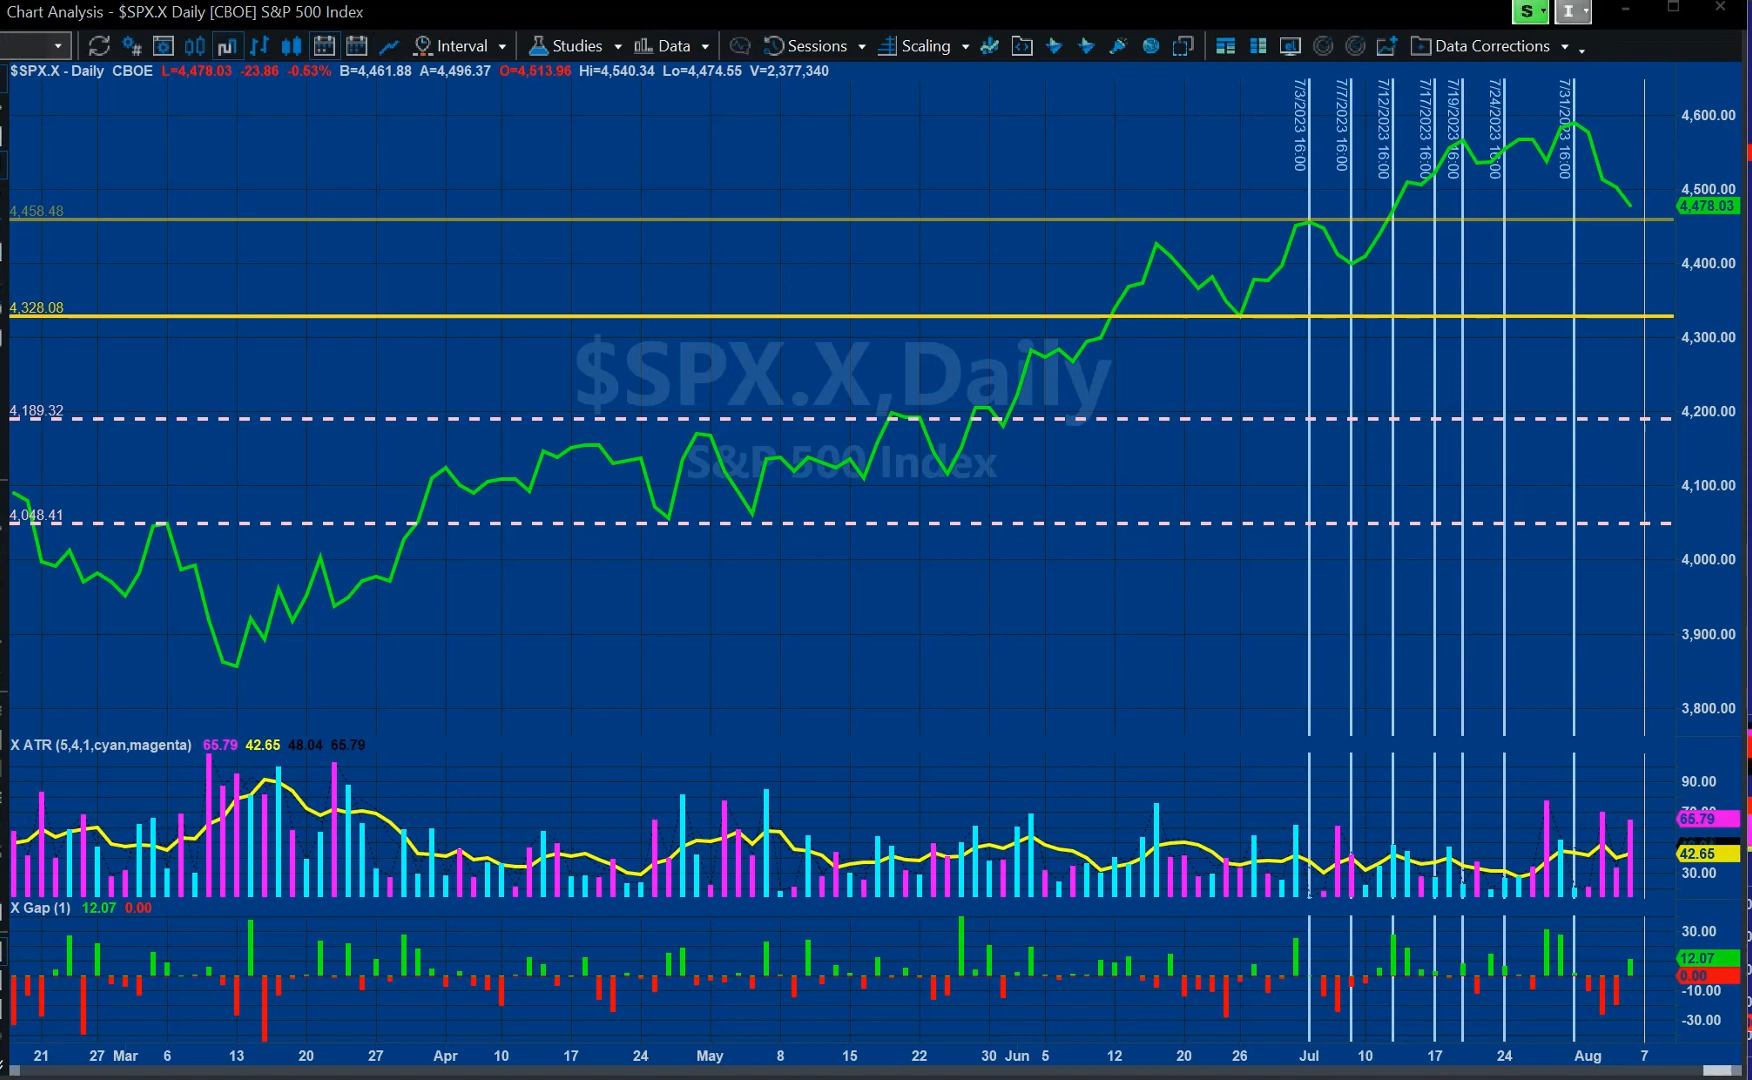 Chart Analysis - $SPX.X Daily [CBOE] S&P 500 Index
S
I
Interval
Studies
Data
Sessions
Scaling
Data Corrections
$SPX.X - Daily CBOE L=4,478.03 -23.86 -0.53% B=4,461.88 A=4,496.37 O=4,513.96 Hi=4,540.34 Lo=4,474.55 V=2,377,340
7/3/2023 16:00
7/7/2023 16:00
7/12/2023 16:00
7/17/2023 16:00
7/19/2023 16:00
7/24/2023 16:00
7/31/2023 16:00
4,600.00
4,500.00
4,478.03
4,458.48
4,400.00
4,328.08
4,300.00
$SPX.X,Daily
4,200.00
4,189.32
S&P 500 Index
4,100.00
4,048.41
4,000.00
3,900.00
3,800.00
X ATR (5,4,1,cyan,magenta) 65.79 42.65 48.04 65.79
90.00
65.79
42.65
30.00
X Gap (1) 12.07 0.00
30.00
12.07
0.00
-10.00
-30.00
21 27 Mar 6 13 20 27 Apr 10 17 24 May 8 15 22 30 Jun 5 12 20 26 Jul 10 17 24 Aug 7